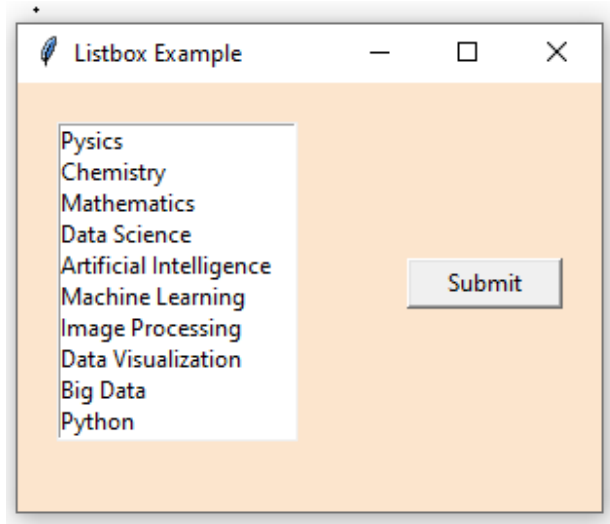 Listbox Example
Pysics
Chemistry
Mathematics
Data Science
Artificial Intelligence
Machine Learning
Image Processing
Data Visualization
Big Data
Python
Submit